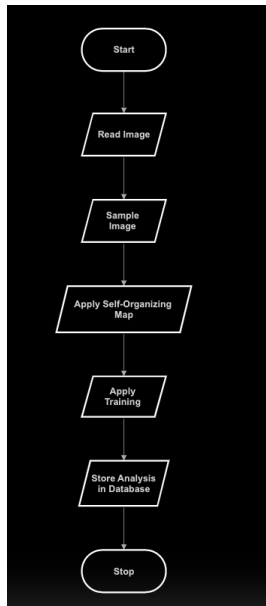 Start
Read Image
Sample
Image
Apply Self-Organizing
Map
Apply
Training
Store Analysis
in Database
Stop